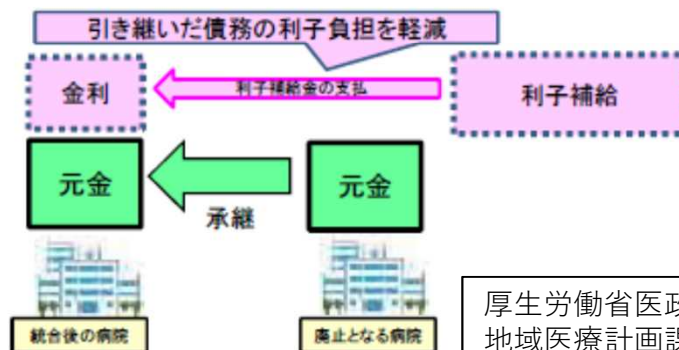 引き継いだ債務の利子負担を軽減
金利
利子補給金の支払
利子補給
元金
承継
元金
統合後の病院
廃止となる病院
厚生労働省医政
地域医療計画課